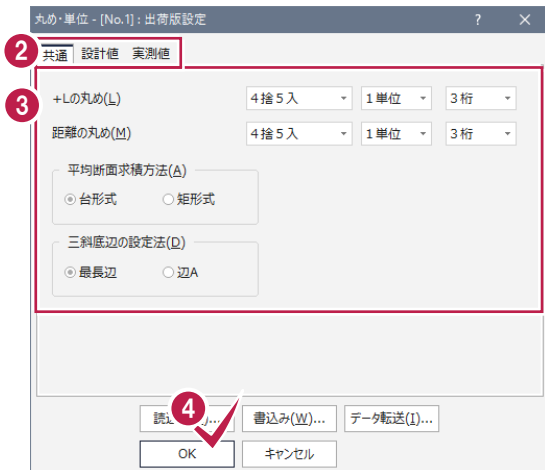 丸め・単位 - [No.1] : 出荷版設定 ? ×
2 共通 設計値 実測値
3
+Lの丸め(L) 4捨5入 1単位 3桁
距離の丸め(M) 4捨5入 1単位 3桁
平均断面求積方法(A)
台形式 矩形式
三斜底辺の設定法(D)
最長辺 辺A
4
書込み(W)... データ転送(I)...
OK キャンセル